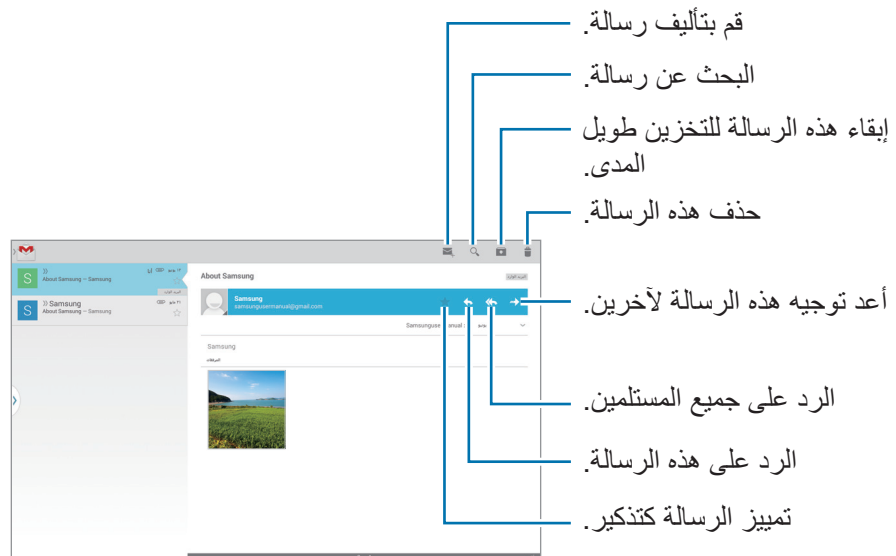 قم بتأليف رسالة.
البحث عن رسالة.
إبقاء هذه الرسالة للتخزين طويل
المدى.
حذف هذه الرسالة.
أعد توجيه هذه الرسالة لآخرين.
الرد على جميع المستلمين.
الرد على هذه الرسالة.
تمييز الرسالة كتذكير.
S
About Samsung – Samsung
S
Samsung
About Samsung – Samsung
About Samsung
Samsung
samsungusermanual@gmail.com
Samsung
المرفقات